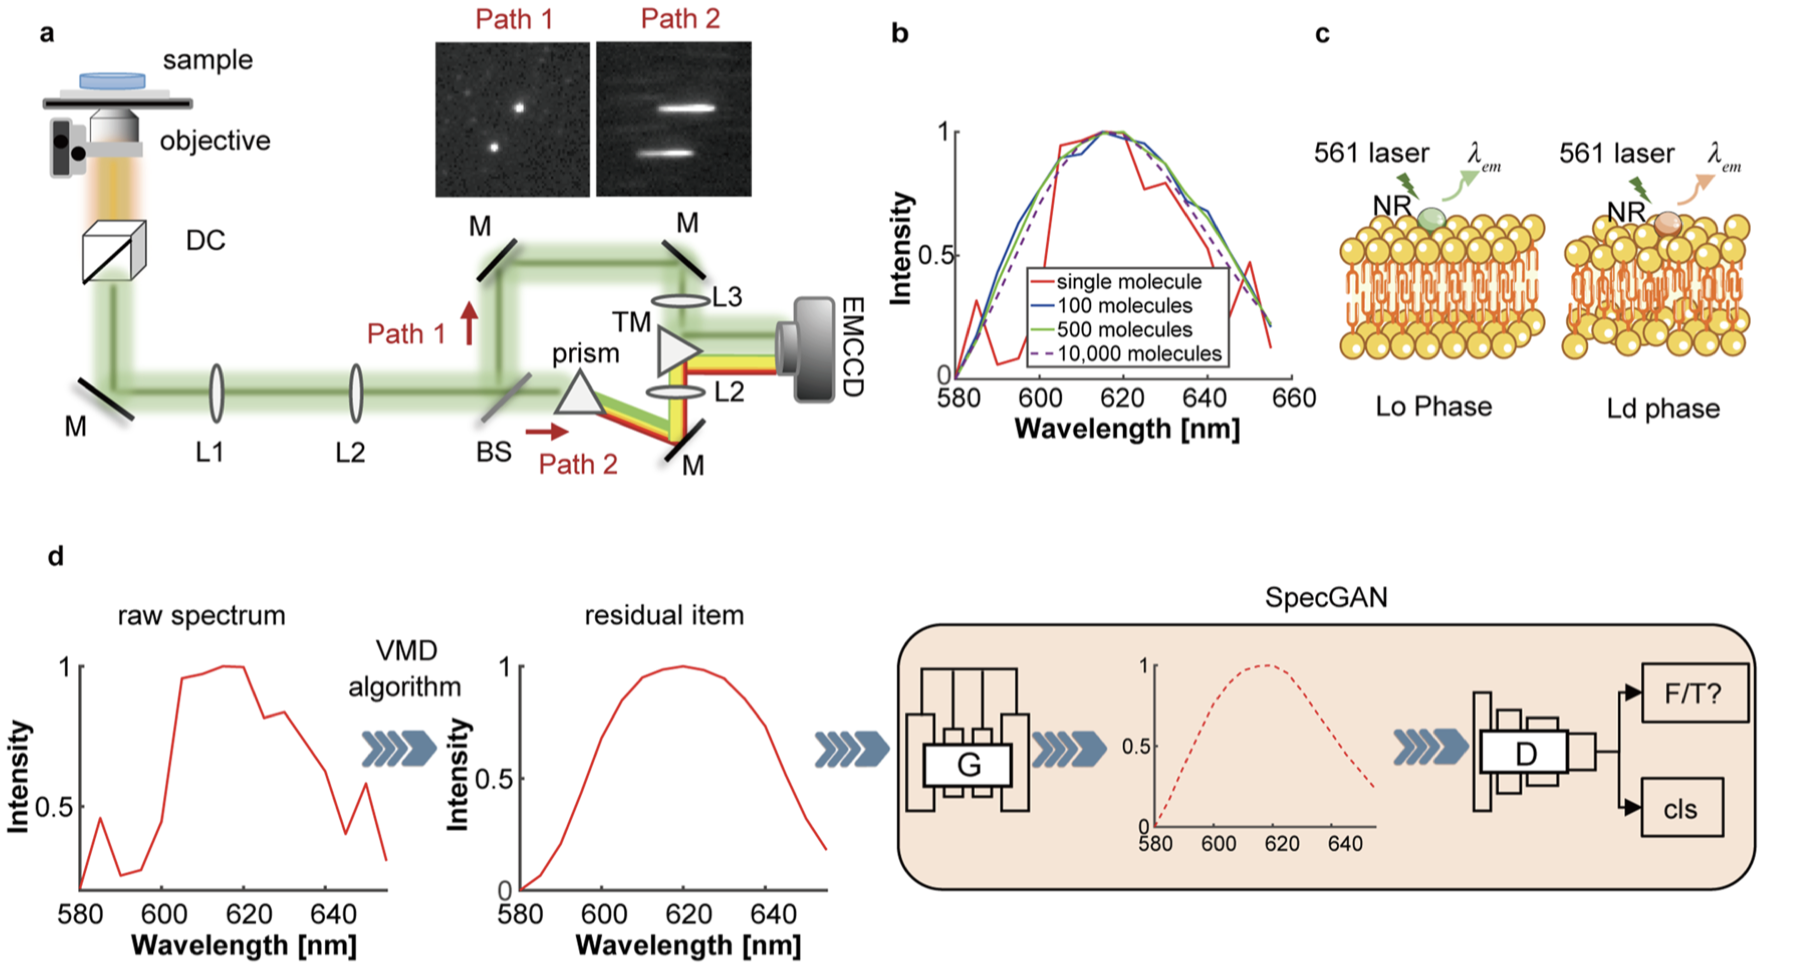 a
Path 1
Path 2
sample
objective
DC
M
M
L3
TM
Path 1
prism
EMCCD
L2
M
L1
L2
BS
Path 2
M
b
1
0.5
0
Intensity
single molecule
100 molecules
500 molecules
10,000 molecules
580
600
620
640
660
Wavelength [nm]
c
561 laser
λem
NR
Lo Phase
561 laser
λem
NR
Ld phase
d
raw spectrum
1
0.5
Intensity
580
600
620
640
Wavelength [nm]
VMD
algorithm
residual item
1
0.5
0
Intensity
580
600
620
640
Wavelength [nm]
SpecGAN
G
1
0.5
0
580
600
620
640
D
F/T?
cls